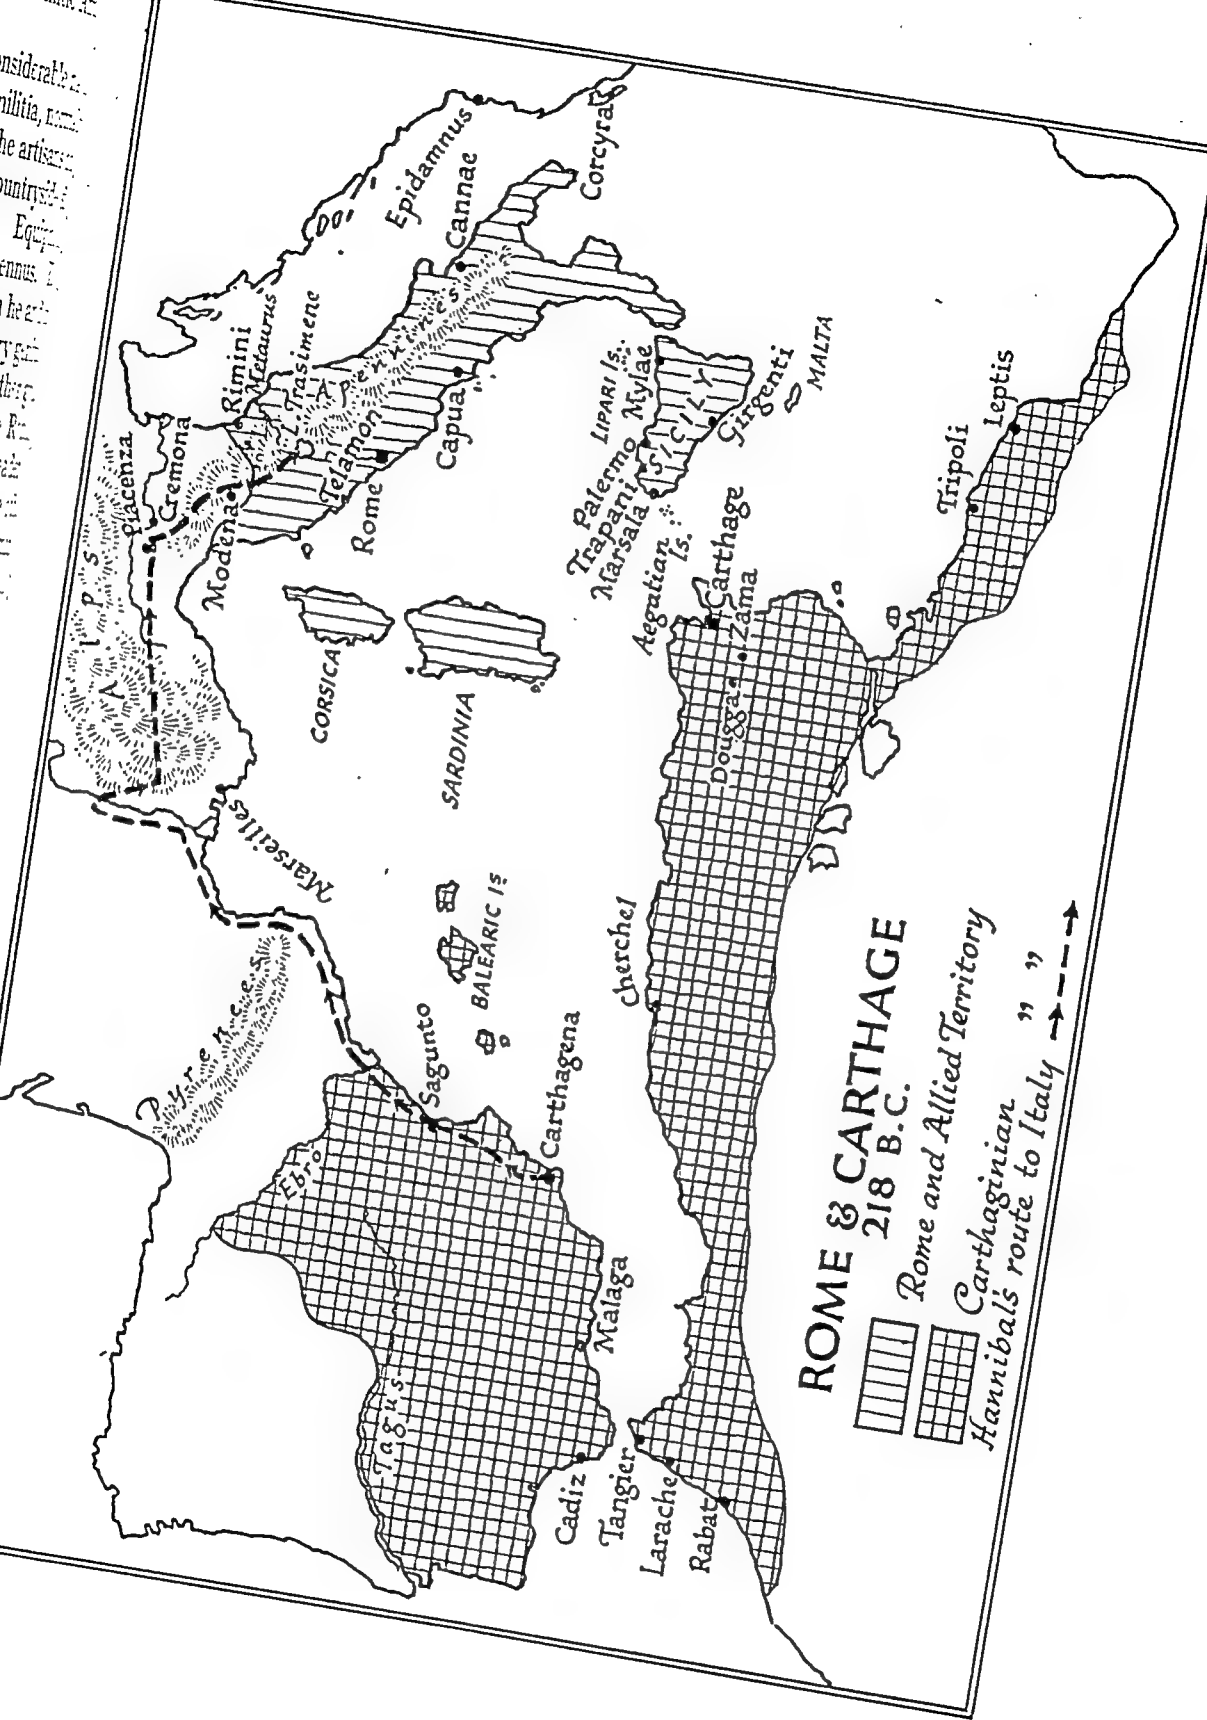 militia,
Epidamnus
Cannae
Corcyra
Rimini
Metaurus
L. Trasimene
Apennines
Piacenza
Cremona
Modena
Telamon
Rome
Capua
Alps
LIPARI Is.
Mylae
Palermo
Trapani
Marsala
SICILY
Girgenti
MALTA
Aegatian
Is.
Carthage
Zama
Dougga
Tripoli
Leptis
CORSICA
SARDINIA
Marseilles
BALEARIC Is
Cherchel
Pyrenees
Sagunto
Carthagena
Ebro
Tagus
Malaga
Cadiz
Tangier
Larache
Rabat
ROME & CARTHAGE
218 B.C.
Rome and Allied Territory
Carthaginian " "
Hannibal's route to Italy